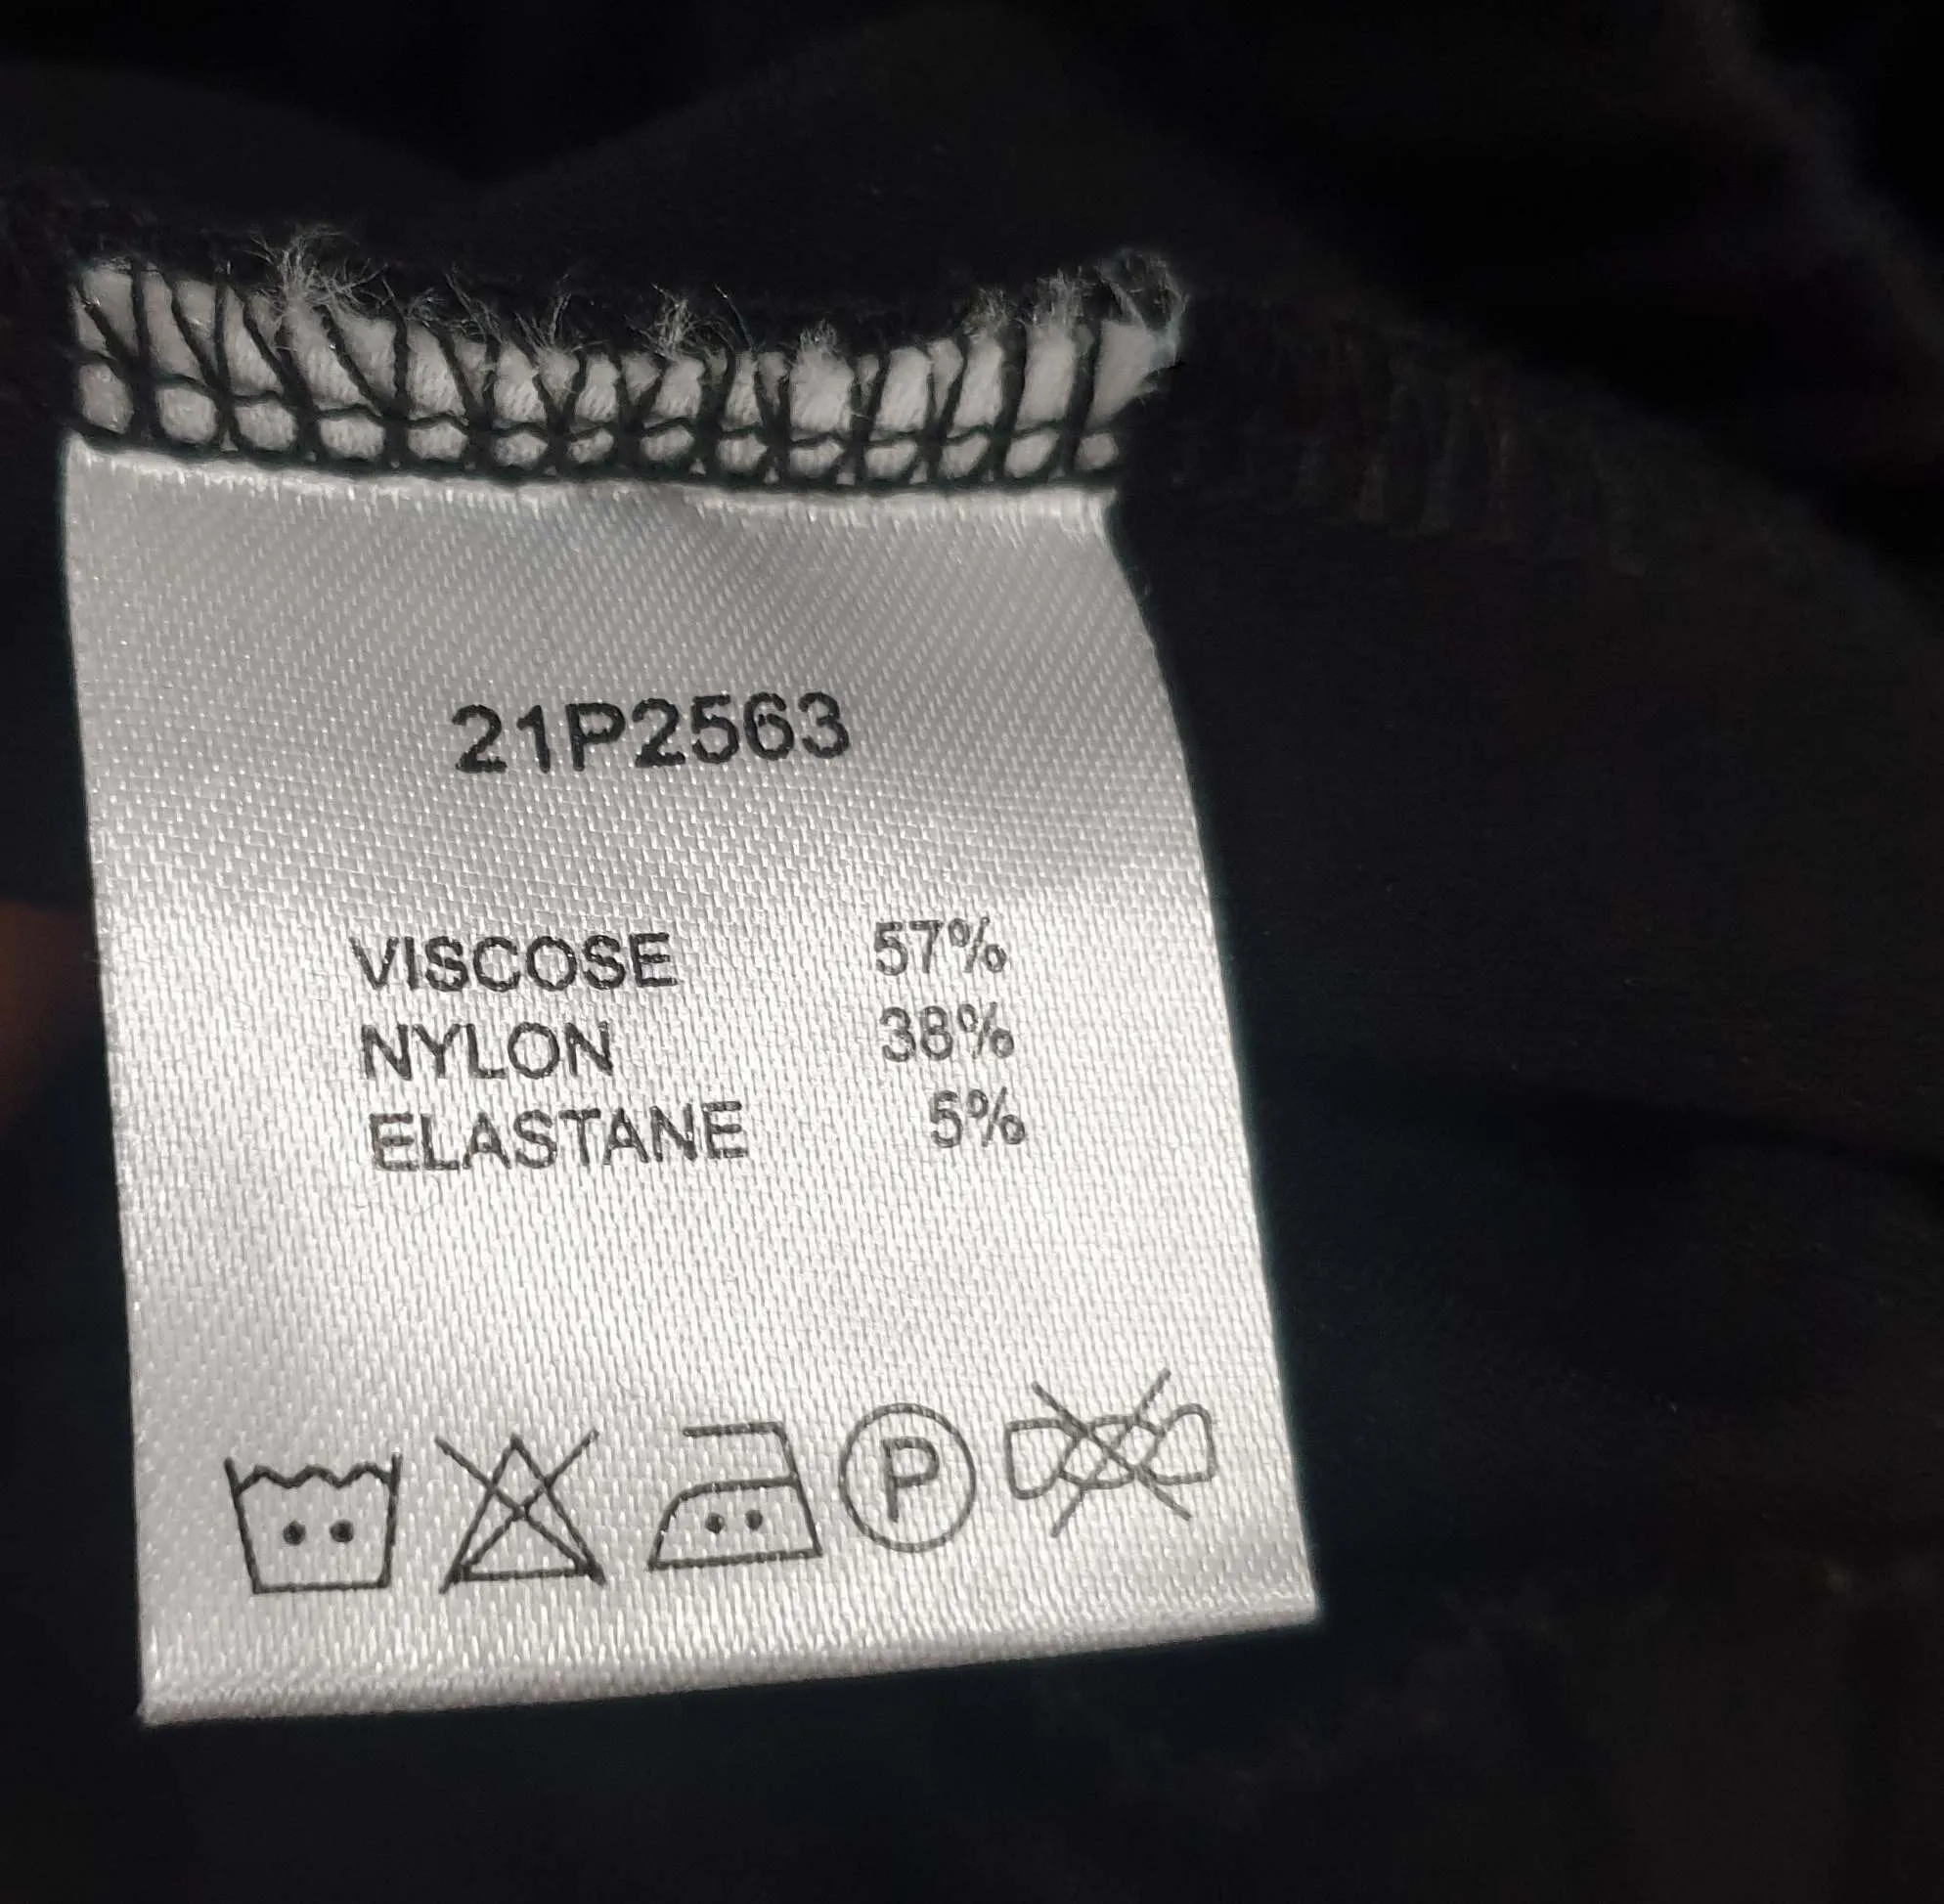 21P2563
VISCOSE 57%
NYLON 38%
ELASTANE 5%
P